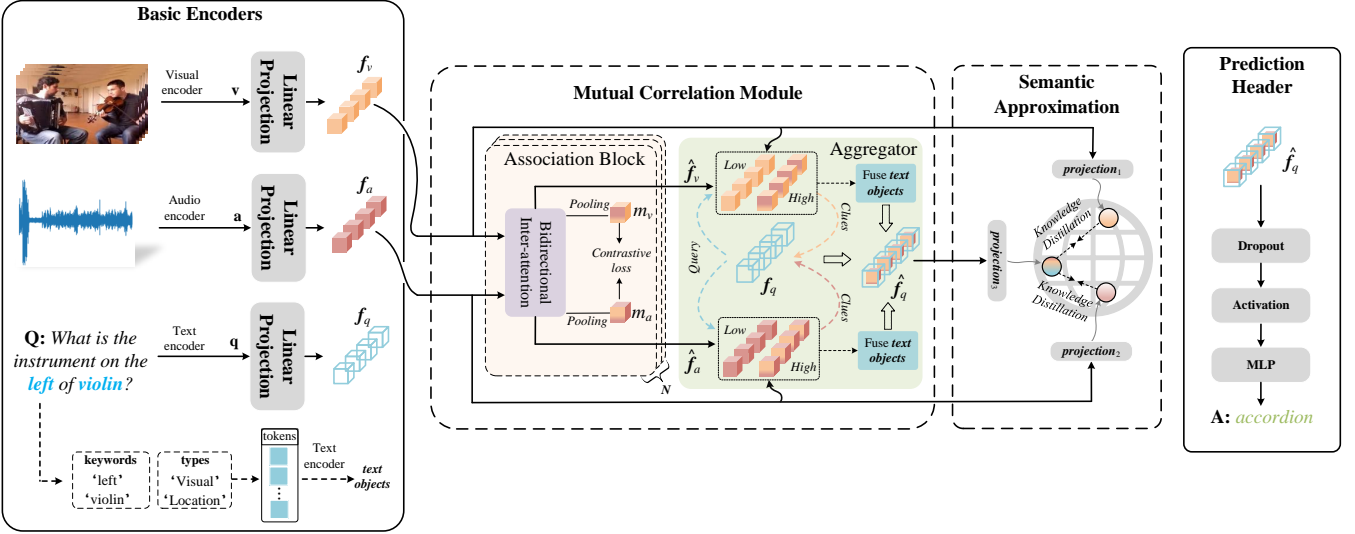 Basic Encoders
Visual
encoder
v
Linear
Projection
f_v
Audio
encoder
a
Linear
Projection
f_a
Q: What is the
instrument on the
left of violin?
Text
encoder
q
Linear
Projection
f_q
keywords
‘left‘
‘violin‘
types
‘Visual‘
‘Location‘
tokens
Text
encoder
text
objects
Mutual Correlation Module
Association Block
Bidirectional
Inter-attention
Pooling
m_v
Contrastive
loss
Pooling
m_a
N
Aggregator
f̂_v
Low
High
Fuse text
objects
Query
Clues
f_q
f̂_q
Clues
f̂_a
Low
High
Fuse text
objects
Semantic
Approximation
projection₁
Knowledge
Distillation
projection₃
Knowledge
Distillation
projection₂
Prediction
Header
f̂_q
Dropout
Activation
MLP
A: accordion